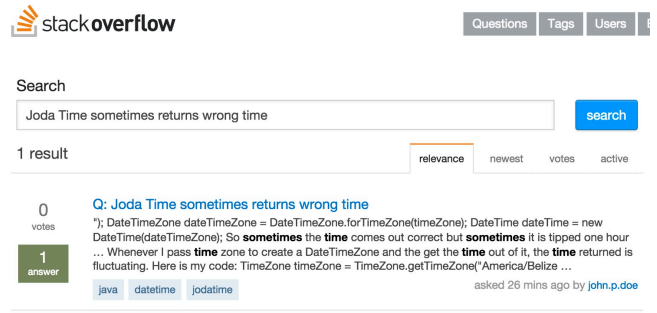 stackoverflow
Questions Tags Users
Search
Joda Time sometimes returns wrong time
search
1 result
relevance newest votes active
0
votes
1
answer
Q: Joda Time sometimes returns wrong time
"); DateTimeZone dateTimeZone = DateTimeZone.forTimeZone(timeZone); DateTime dateTime = new
DateTime(dateTimeZone); So sometimes the time comes out correct but sometimes it is tipped one hour
… Whenever I pass time zone to create a DateTimeZone and the get the time out of it, the time returned is
fluctuating. Here is my code: TimeZone timeZone = TimeZone.getTimeZone("America/Belize …
java datetime jodatime
asked 26 mins ago by john.p.doe